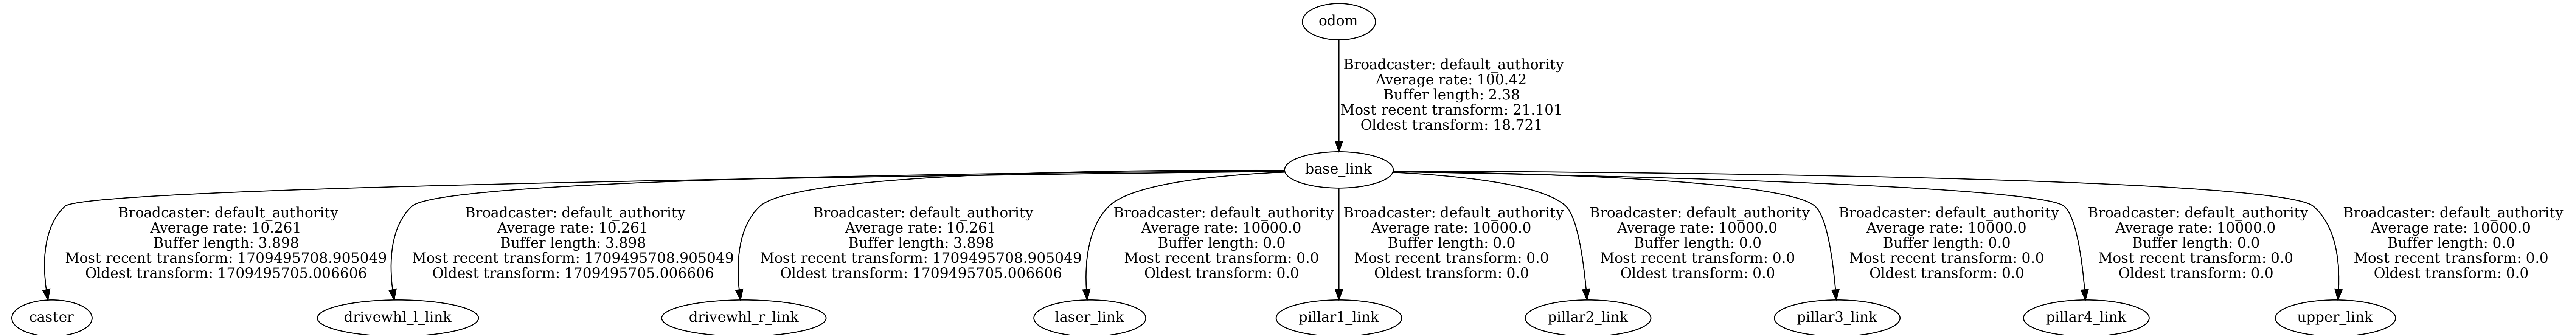 odom
Broadcaster: default_authority
Average rate: 100.42
Buffer length: 2.38
Most recent transform: 21.101
Oldest transform: 18.721
base_link
Broadcaster: default_authority
Average rate: 10.261
Buffer length: 3.898
Most recent transform: 1709495708.905049
Oldest transform: 1709495705.006606
Broadcaster: default_authority
Average rate: 10.261
Buffer length: 3.898
Most recent transform: 1709495708.905049
Oldest transform: 1709495705.006606
Broadcaster: default_authority
Average rate: 10.261
Buffer length: 3.898
Most recent transform: 1709495708.905049
Oldest transform: 1709495705.006606
Broadcaster: default_authority
Average rate: 10000.0
Buffer length: 0.0
Most recent transform: 0.0
Oldest transform: 0.0
Broadcaster: default_authority
Average rate: 10000.0
Buffer length: 0.0
Most recent transform: 0.0
Oldest transform: 0.0
Broadcaster: default_authority
Average rate: 10000.0
Buffer length: 0.0
Most recent transform: 0.0
Oldest transform: 0.0
Broadcaster: default_authority
Average rate: 10000.0
Buffer length: 0.0
Most recent transform: 0.0
Oldest transform: 0.0
Broadcaster: default_authority
Average rate: 10000.0
Buffer length: 0.0
Most recent transform: 0.0
Oldest transform: 0.0
Broadcaster: default_authority
Average rate: 10000.0
Buffer length: 0.0
Most recent transform: 0.0
Oldest transform: 0.0
caster
drivewhl_l_link
drivewhl_r_link
laser_link
pillar1_link
pillar2_link
pillar3_link
pillar4_link
upper_link